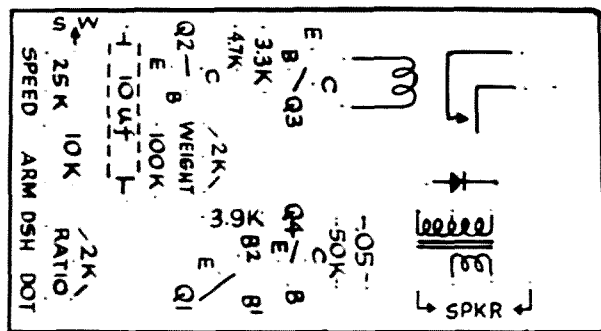 S W
SPEED
25K
10K
ARM DSH DOT
2K
RATIO
10 uf
Q2
E
C
B
WEIGHT
100K
2K
4.7K
3.3K
E
B
C
Q3
3.9K
E
Q1
B2
B1
Q4
E
C
B
50K
.05
SPKR